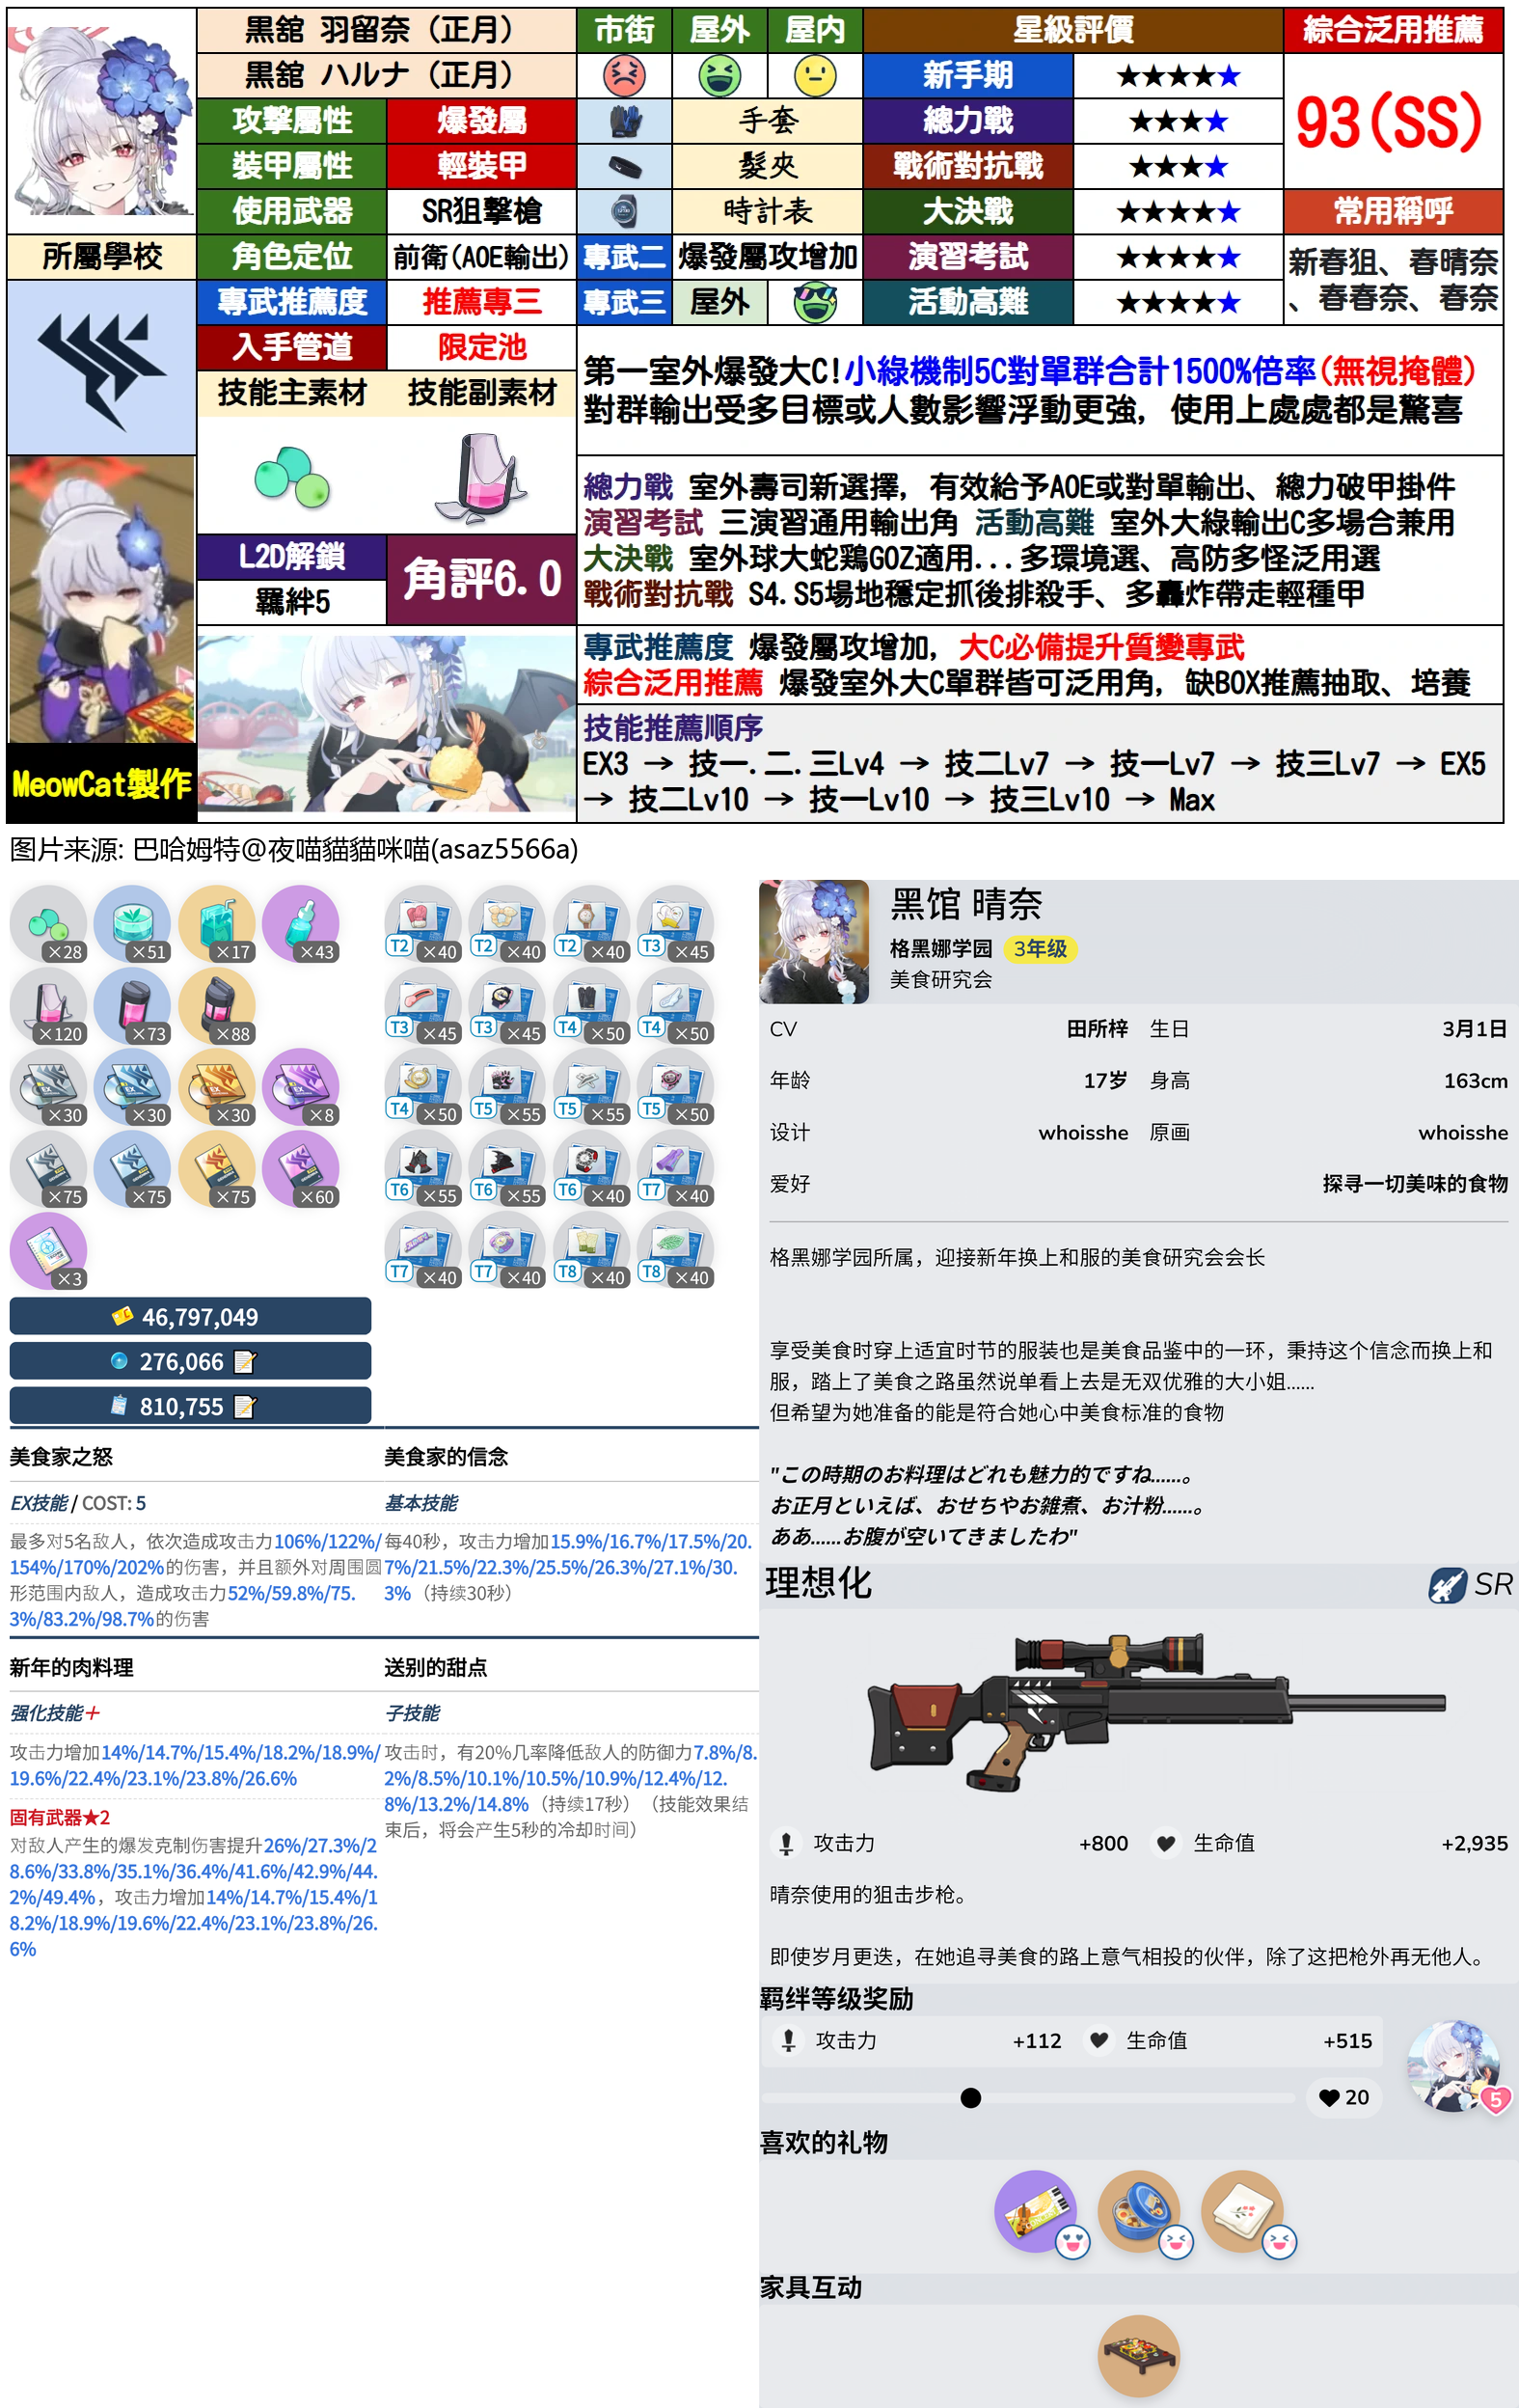 黒舘 羽留奈（正月）
市街
屋外
屋内
星級評價
綜合泛用推薦
黒舘 ハルナ（正月）
新手期
★★★★★
93(SS)
攻擊屬性
爆發屬
手套
總力戰
★★★★
裝甲屬性
輕裝甲
髮夾
戰術對抗戰
★★★★
使用武器
SR狙擊槍
時計表
大決戰
★★★★★
常用稱呼
所屬學校
角色定位
前衛(AOE輸出)
專武二
爆發屬攻增加
演習考試
★★★★★
新春狙、春晴奈
、春春奈、春奈
專武推薦度
推薦專三
專武三
屋外
活動高難
★★★★★
入手管道
限定池
第一室外爆發大C!小綠機制5C對單群合計1500%倍率(無視掩體)
對群輸出受多目標或人數影響浮動更強, 使用上處處都是驚喜
技能主素材
技能副素材
總力戰 室外壽司新選擇, 有效給予AOE或對單輸出、總力破甲掛件
演習考試 三演習通用輸出角 活動高難 室外大綠輸出C多場合兼用
大決戰 室外球大蛇鶏GOZ適用...多環境選、高防多怪泛用選
戰術對抗戰 S4.S5場地穩定抓後排殺手、多轟炸帶走輕種甲
L2D解鎖
角評6.0
羈絆5
專武推薦度 爆發屬攻增加, 大C必備提升質變專武
綜合泛用推薦 爆發室外大C單群皆可泛用角, 缺BOX推薦抽取、培養
技能推薦順序
EX3 → 技一.二.三Lv4 → 技二Lv7 → 技一Lv7 → 技三Lv7 → EX5
→ 技二Lv10 → 技一Lv10 → 技三Lv10 → Max
MeowCat製作
图片来源: 巴哈姆特@夜喵貓貓咪喵(asaz5566a)
×28 ×51 ×17 ×43
×120 ×73 ×88
EX ×30 EX ×30 EX ×30 EX ×8
×75 ×75 ×75 ×60
×3
46,797,049
276,066
810,755
T2 ×40 T2 ×40 T2 ×40 T3 ×45
T3 ×45 T3 ×45 T4 ×50 T4 ×50
T4 ×50 T5 ×55 T5 ×55 T5 ×50
T6 ×55 T6 ×55 T6 ×40 T7 ×40
T7 ×40 T7 ×40 T8 ×40 T8 ×40
美食家之怒
EX技能 / COST: 5
最多对5名敌人，依次造成攻击力106%/122%/
154%/170%/202%的伤害，并且额外对周围圆
形范围内敌人，造成攻击力52%/59.8%/75.
3%/83.2%/98.7%的伤害
美食家的信念
基本技能
每40秒，攻击力增加15.9%/16.7%/17.5%/20.
7%/21.5%/22.3%/25.5%/26.3%/27.1%/30.
3%（持续30秒）
新年的肉料理
强化技能＋
攻击力增加14%/14.7%/15.4%/18.2%/18.9%/
19.6%/22.4%/23.1%/23.8%/26.6%
固有武器★2
对敌人产生的爆发克制伤害提升26%/27.3%/2
8.6%/33.8%/35.1%/36.4%/41.6%/42.9%/44.
2%/49.4%，攻击力增加14%/14.7%/15.4%/1
8.2%/18.9%/19.6%/22.4%/23.1%/23.8%/26.
6%
送别的甜点
子技能
攻击时，有20%几率降低敌人的防御力7.8%/8.
2%/8.5%/10.1%/10.5%/10.9%/12.4%/12.
8%/13.2%/14.8%（持续17秒）（技能效果结
束后，将会产生5秒的冷却时间）
黑馆 晴奈
格黑娜学园 3年级
美食研究会
CV 田所梓 生日 3月1日
年龄 17岁 身高 163cm
设计 whoisshe 原画 whoisshe
爱好 探寻一切美味的食物
格黑娜学园所属，迎接新年换上和服的美食研究会会长
享受美食时穿上适宜时节的服装也是美食品鉴中的一环，秉持这个信念而换上和
服，踏上了美食之路虽然说单看上去是无双优雅的大小姐......
但希望为她准备的能是符合她心中美食标准的食物
"この時期のお料理はどれも魅力的ですね......。
お正月といえば、おせちやお雑煮、お汁粉......。
ああ......お腹が空いてきましたわ"
理想化 SR
攻击力 +800 生命值 +2,935
晴奈使用的狙击步枪。
即使岁月更迭，在她追寻美食的路上意气相投的伙伴，除了这把枪外再无他人。
羁绊等级奖励
攻击力 +112 生命值 +515
20
5
喜欢的礼物
家具互动